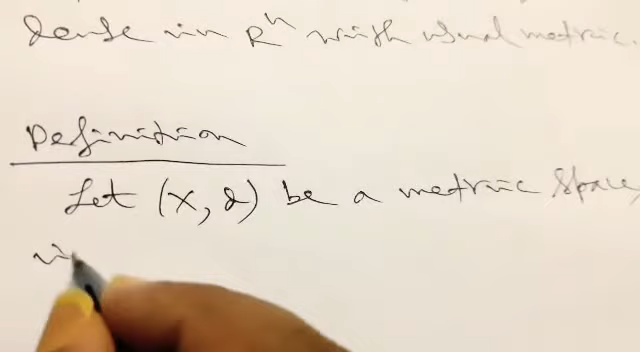 dense in R^n with usual metric.
Definition
Let (X, d) be a metric space,